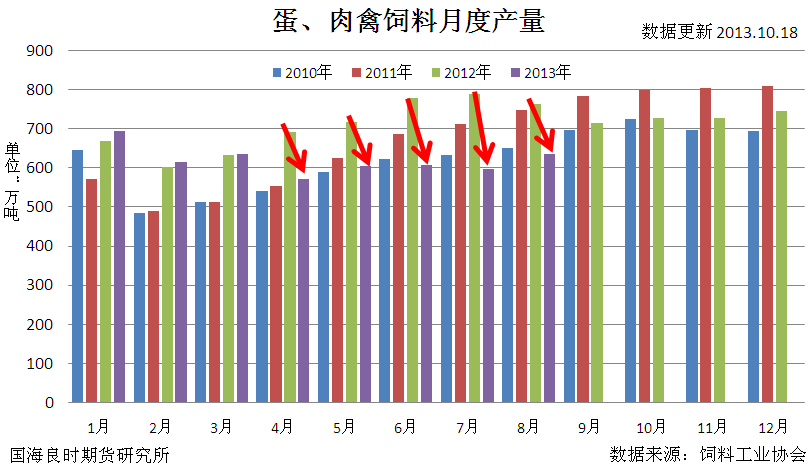 蛋、肉禽饲料月度产量
数据更新 2013.10.18
2010年 2011年 2012年 2013年
单位：万吨
900
800
700
600
500
400
300
200
100
0
1月 2月 3月 4月 5月 6月 7月 8月 9月 10月 11月 12月
国海良时期货研究所
数据来源：饲料工业协会